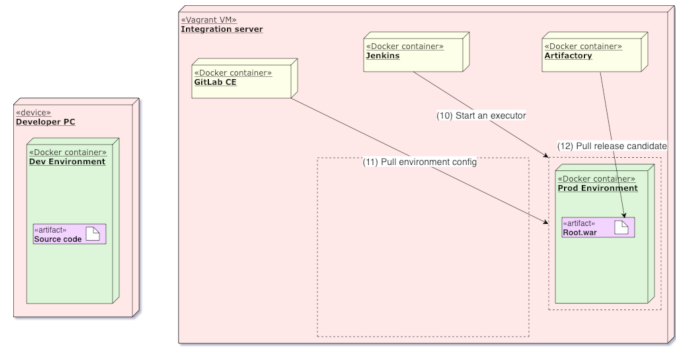 «Vagrant VM»
Integration server
«Docker container»
Jenkins
«Docker container»
Artifactory
«Docker container»
GitLab CE
«device»
Developer PC
«Docker container»
Dev Environment
«artifact»
Source code
(10) Start an executor
(11) Pull environment config
(12) Pull release candidate
«Docker container»
Prod Environment
«artifact»
Root.war